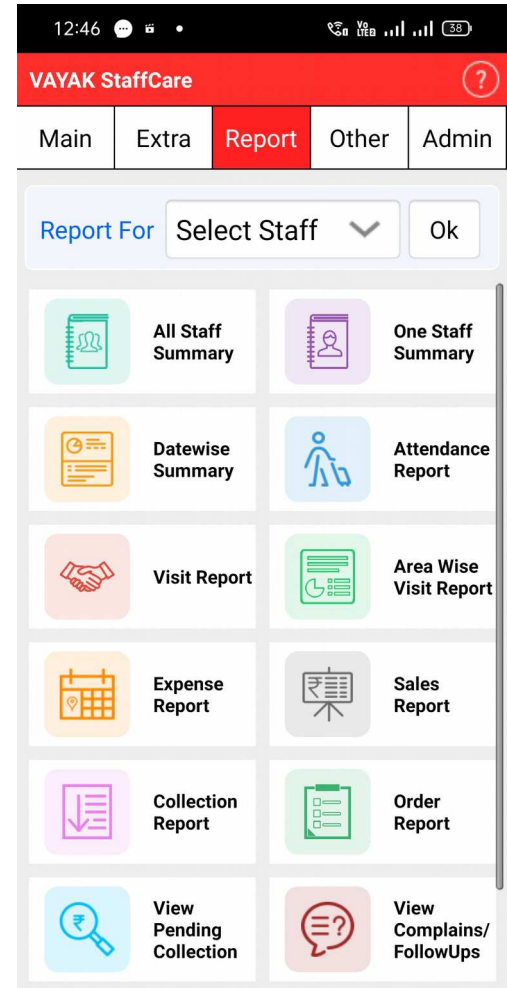 12:46
Vo LTE 38
VAYAK StaffCare ?
Main Extra Report Other Admin
Report For Select Staff Ok
All Staff
Summary
One Staff
Summary
Datewise
Summary
Attendance
Report
Visit Report
Area Wise
Visit Report
Expense
Report
₹
Sales
Report
Collection
Report
Order
Report
₹
View
Pending
Collection
?
View
Complains/
FollowUps